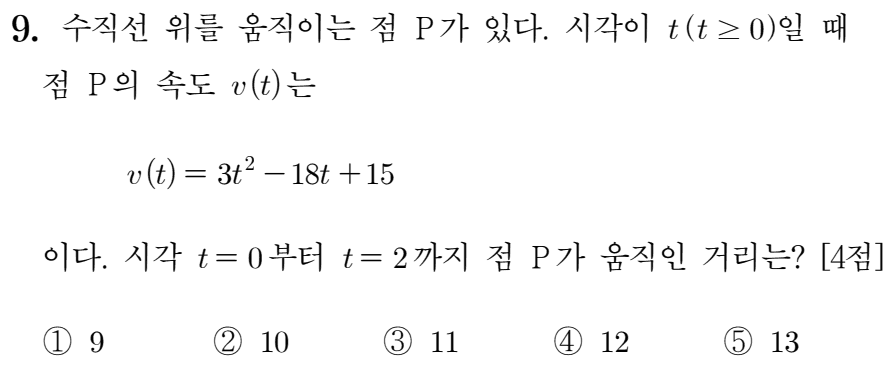 9. 수직선 위를 움직이는 점 P가 있다. 시각이 t(t ≥ 0)일 때
점 P의 속도 v(t)는
v(t) = 3t² − 18t + 15
이다. 시각 t = 0부터 t = 2까지 점 P가 움직인 거리는? [4점]
① 9 ② 10 ③ 11 ④ 12 ⑤ 13